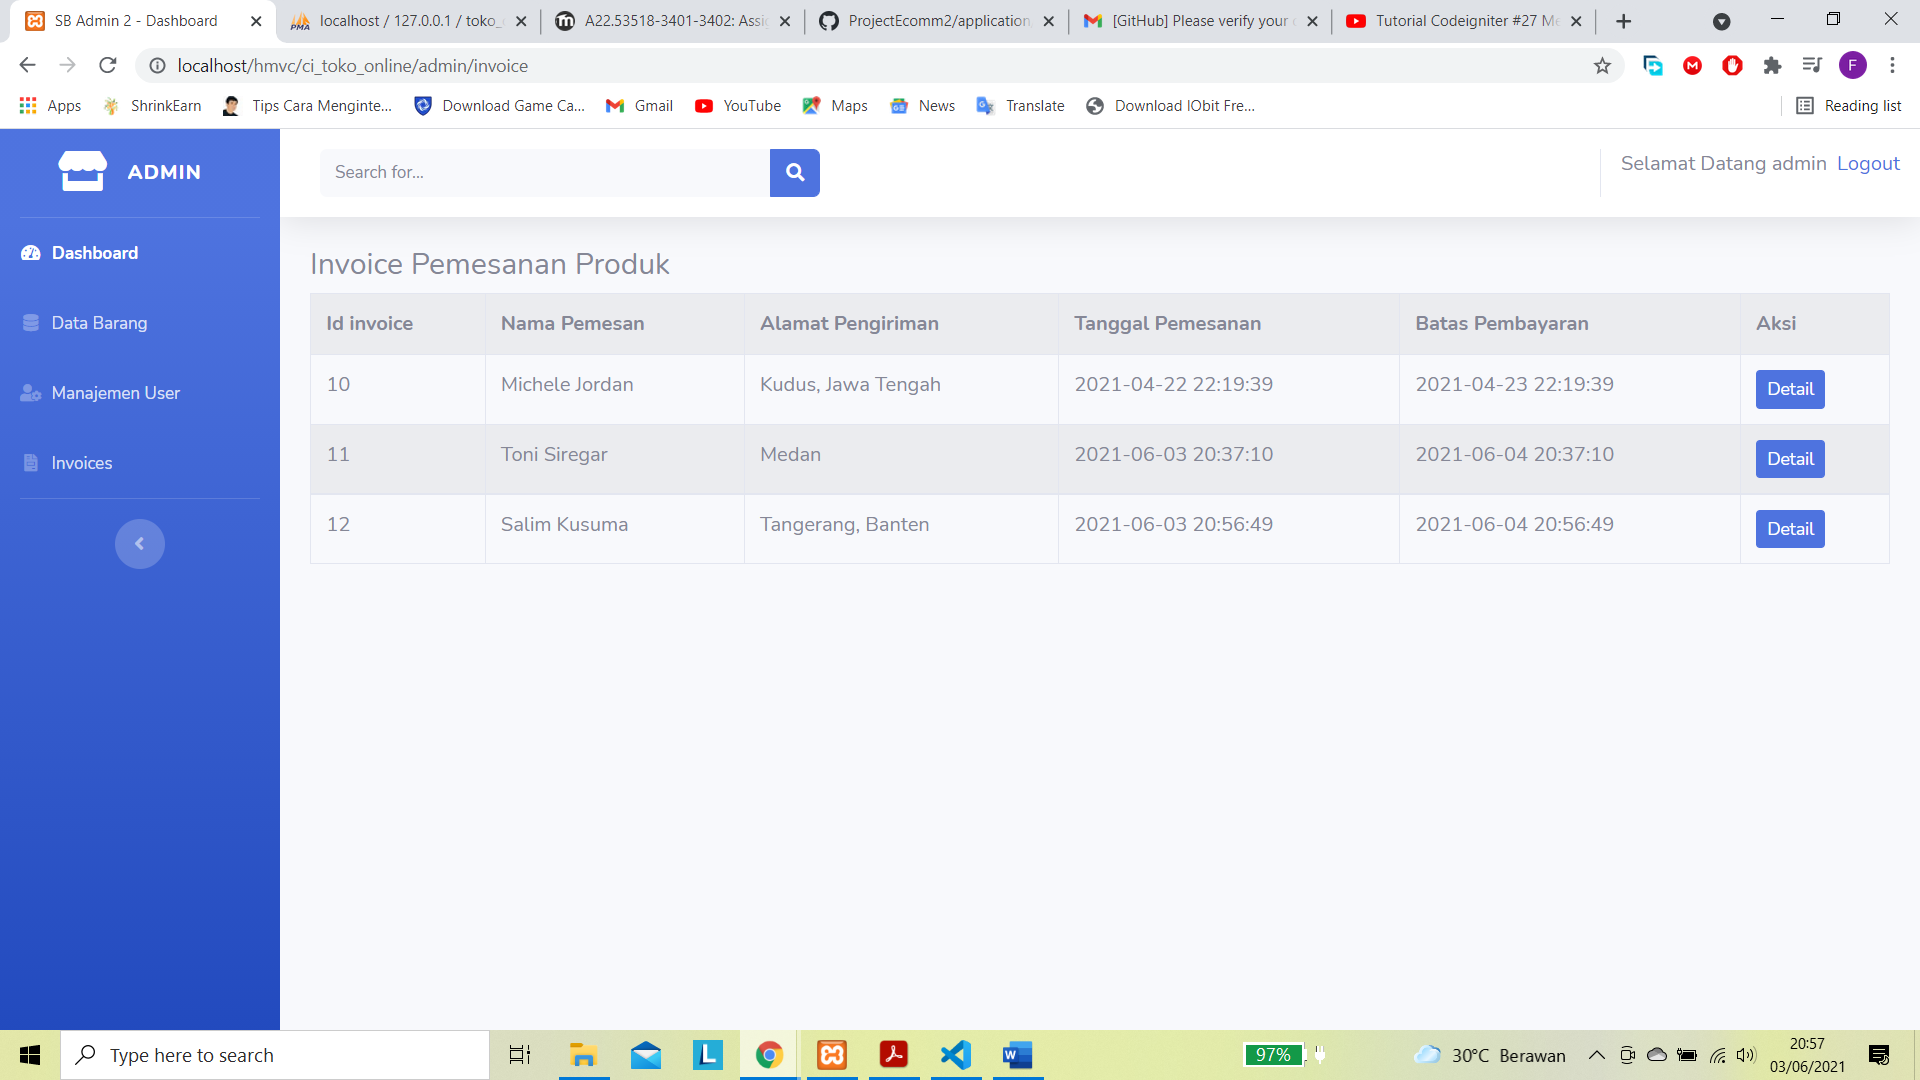 SB Admin 2 - Dashboard
localhost / 127.0.0.1 / toko_
A22.53518-3401-3402: Assi
ProjectEcomm2/application
[GitHub] Please verify your
Tutorial Codeigniter #27 Me
localhost/hmvc/ci_toko_online/admin/invoice
F
Apps
ShrinkEarn
Tips Cara Menginte...
Download Game Ca...
Gmail
YouTube
Maps
News
Translate
Download IObit Fre...
Reading list
ADMIN
Search for...
Selamat Datang admin Logout
Dashboard
Data Barang
Manajemen User
Invoices
Invoice Pemesanan Produk
Id invoice Nama Pemesan Alamat Pengiriman Tanggal Pemesanan Batas Pembayaran Aksi
10 Michele Jordan Kudus, Jawa Tengah 2021-04-22 22:19:39 2021-04-23 22:19:39 Detail
11 Toni Siregar Medan 2021-06-03 20:37:10 2021-06-04 20:37:10 Detail
12 Salim Kusuma Tangerang, Banten 2021-06-03 20:56:49 2021-06-04 20:56:49 Detail
Type here to search
97%
30°C Berawan
20:57
03/06/2021